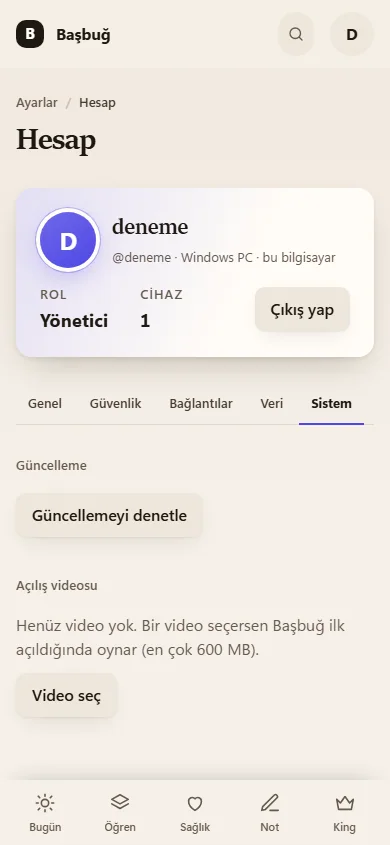 B Başbuğ D
Ayarlar / Hesap
Hesap
D
deneme
@deneme · Windows PC · bu bilgisayar
ROL CİHAZ
Yönetici 1
Çıkış yap
Genel Güvenlik Bağlantılar Veri Sistem
Güncelleme
Güncellemeyi denetle
Açılış videosu
Henüz video yok. Bir video seçersen Başbuğ ilk
açıldığında oynar (en çok 600 MB).
Video seç
Bugün Öğren Sağlık Not King